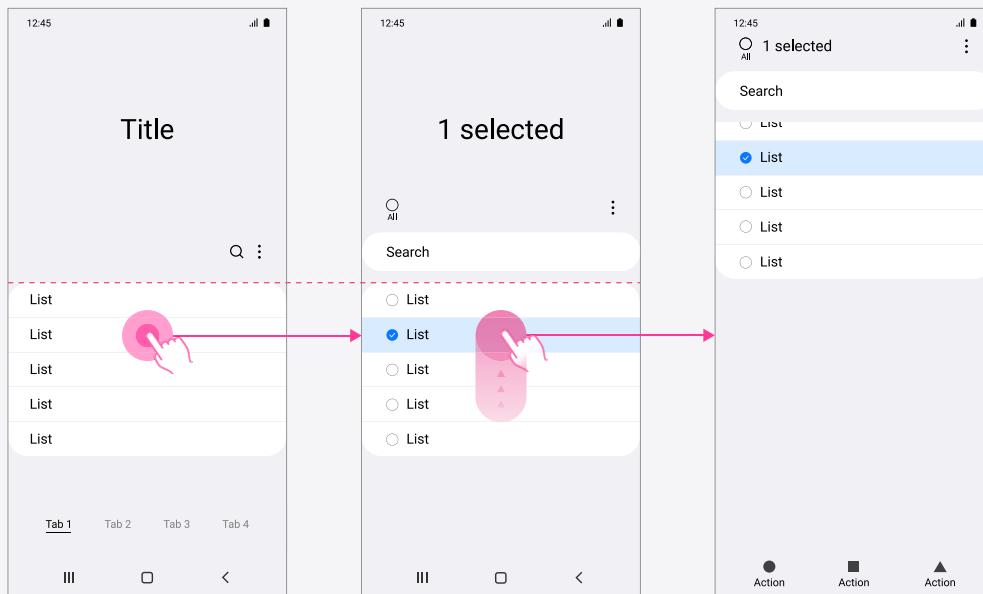 12:45
Title
List
List
List
List
List
Tab 1 Tab 2 Tab 3 Tab 4
12:45
1 selected
All
Search
List
List
List
List
List
12:45
1 selected
All
Search
List
List
List
List
List
Action Action Action